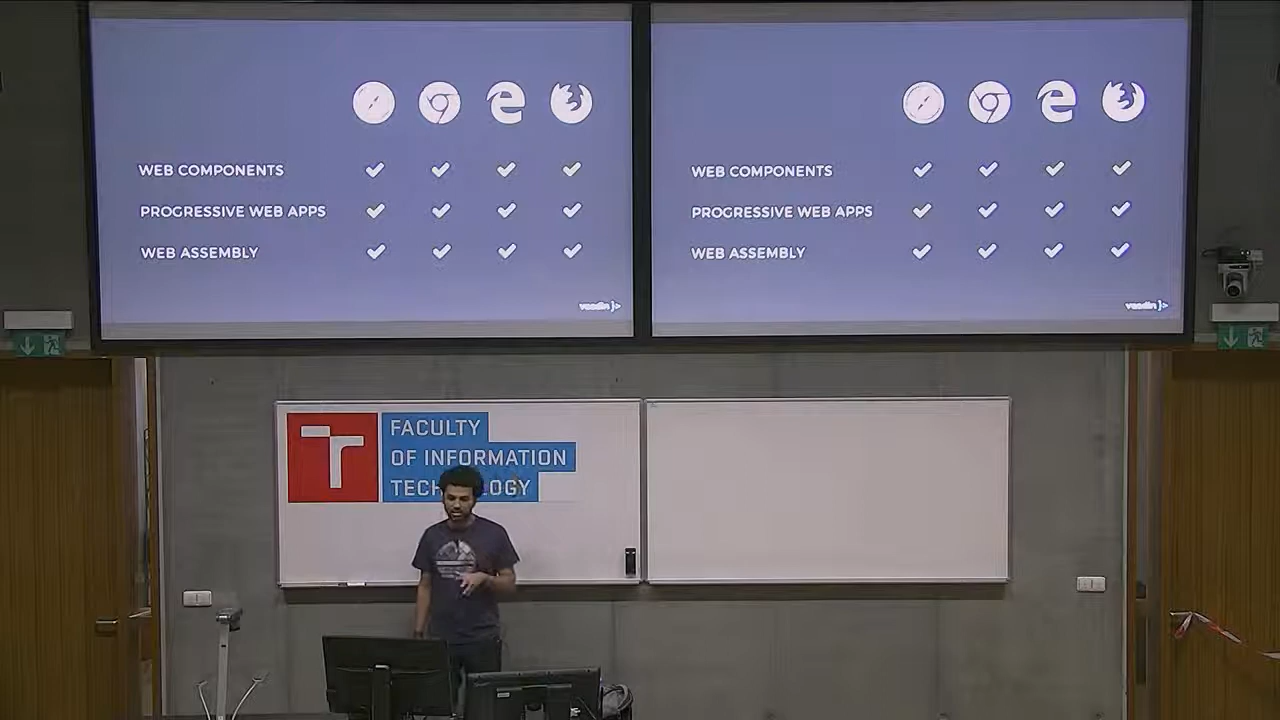 WEB COMPONENTS
PROGRESSIVE WEB APPS
WEB ASSEMBLY
vaadin }>
WEB COMPONENTS
PROGRESSIVE WEB APPS
WEB ASSEMBLY
vaadin }>
FACULTY
OF INFORMATION
TECH LOGY